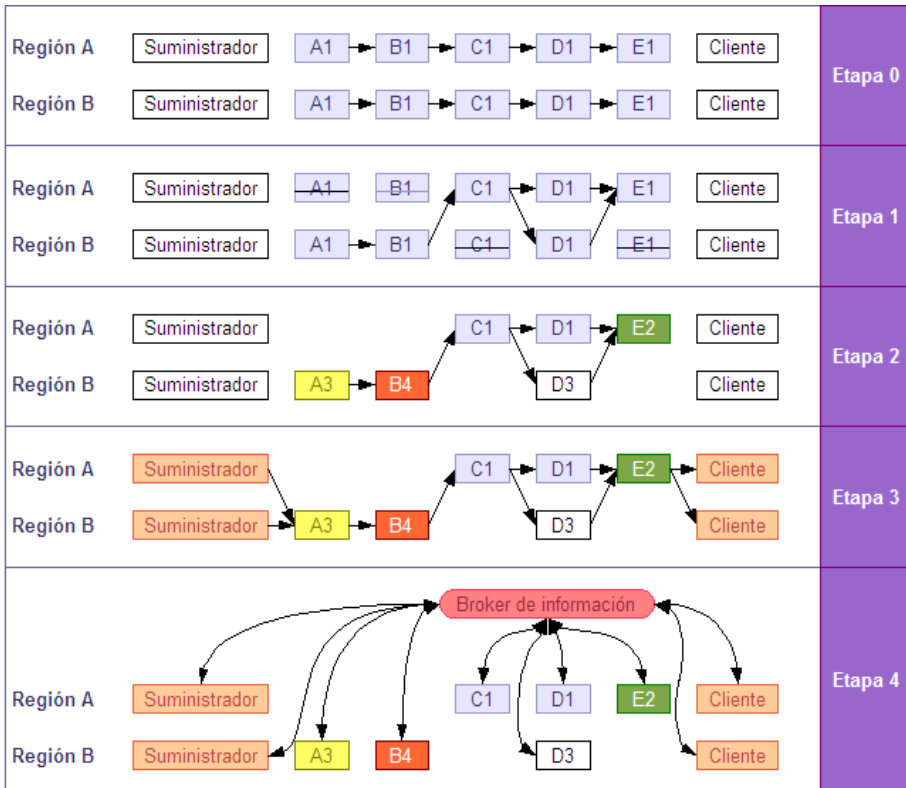 Región A Suministrador A1 B1 C1 D1 E1 Cliente
Etapa 0
Región B Suministrador A1 B1 C1 D1 E1 Cliente
Región A Suministrador A1 B1 C1 D1 E1 Cliente
Etapa 1
Región B Suministrador A1 B1 C1 D1 E1 Cliente
Región A Suministrador C1 D1 E2 Cliente
Etapa 2
Región B Suministrador A3 B4 D3 Cliente
Región A Suministrador C1 D1 E2 Cliente
Etapa 3
Región B Suministrador A3 B4 D3 Cliente
Broker de información
Etapa 4
Región A Suministrador C1 D1 E2 Cliente
Región B Suministrador A3 B4 D3 Cliente